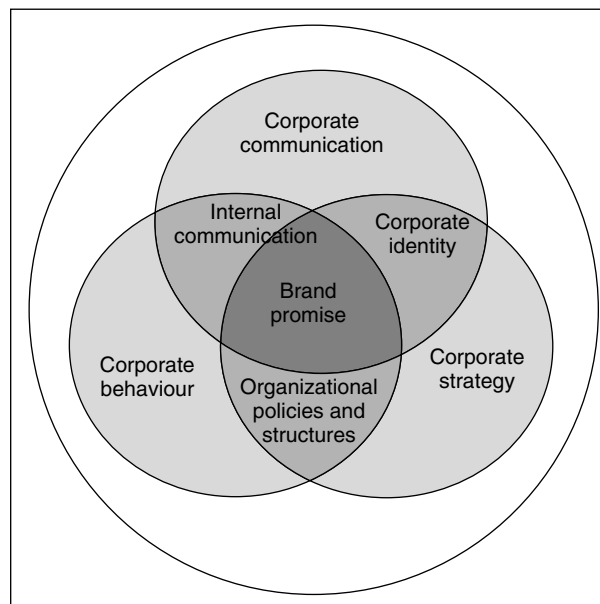 Corporate
communication
Internal
communication
Corporate
identity
Brand
promise
Corporate
behaviour
Corporate
strategy
Organizational
policies and
structures